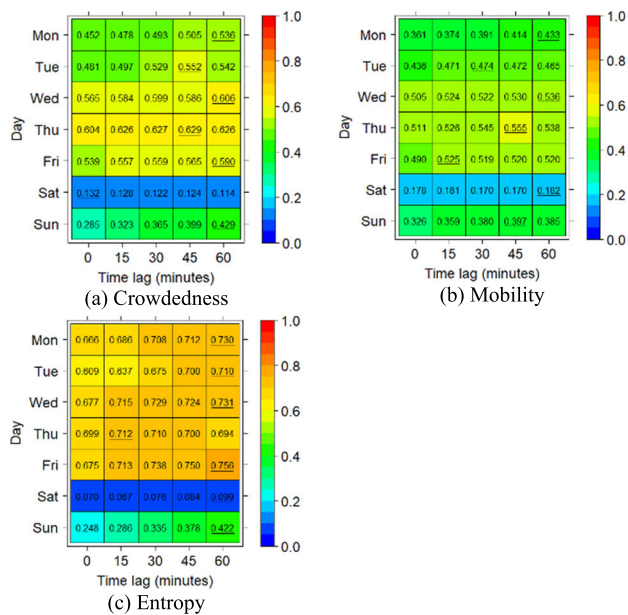 Mon 0.452 0.478 0.493 0.505 0.536
Tue 0.481 0.497 0.529 0.552 0.542
Wed 0.565 0.584 0.599 0.586 0.606
Thu 0.604 0.626 0.627 0.629 0.626
Fri 0.539 0.557 0.559 0.565 0.590
Sat 0.132 0.128 0.122 0.124 0.114
Sun 0.285 0.323 0.365 0.399 0.429
0 15 30 45 60
Day
Time lag (minutes)
1.0
0.8
0.6
0.4
0.2
0.0
(a) Crowdedness
Mon 0.361 0.374 0.391 0.414 0.433
Tue 0.436 0.471 0.474 0.472 0.465
Wed 0.505 0.524 0.522 0.530 0.536
Thu 0.511 0.526 0.545 0.555 0.538
Fri 0.490 0.525 0.519 0.520 0.520
Sat 0.178 0.181 0.170 0.170 0.182
Sun 0.326 0.359 0.380 0.397 0.385
0 15 30 45 60
Day
Time lag (minutes)
1.0
0.8
0.6
0.4
0.2
0.0
(b) Mobility
Mon 0.666 0.686 0.708 0.712 0.730
Tue 0.609 0.637 0.675 0.700 0.710
Wed 0.677 0.715 0.729 0.724 0.731
Thu 0.699 0.712 0.710 0.700 0.694
Fri 0.675 0.713 0.738 0.750 0.756
Sat 0.070 0.067 0.076 0.084 0.099
Sun 0.248 0.286 0.335 0.378 0.422
0 15 30 45 60
Day
Time lag (minutes)
1.0
0.8
0.6
0.4
0.2
0.0
(c) Entropy